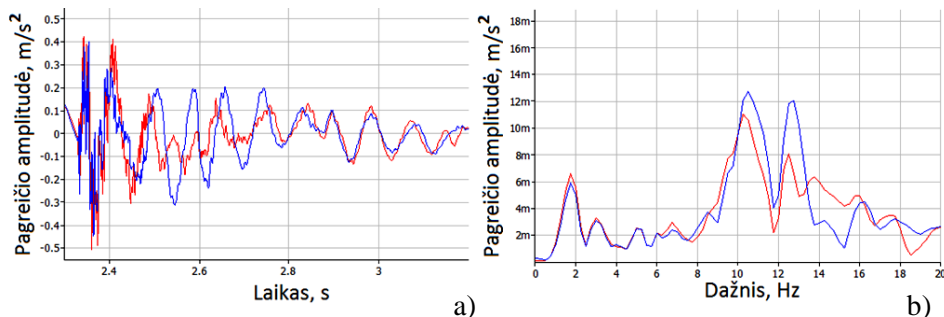 Pagreičio amplitudė, m/s²
0.5
0.4
0.3
0.2
0.1
0
-0.1
-0.2
-0.3
-0.4
-0.5
2.4
2.6
2.8
3
Laikas, s
a)
Pagreičio amplitudė, m/s²
18m
16m
14m
12m
10m
8m
6m
4m
2m
0
2
4
6
8
10
12
14
16
18
20
Dažnis, Hz
b)